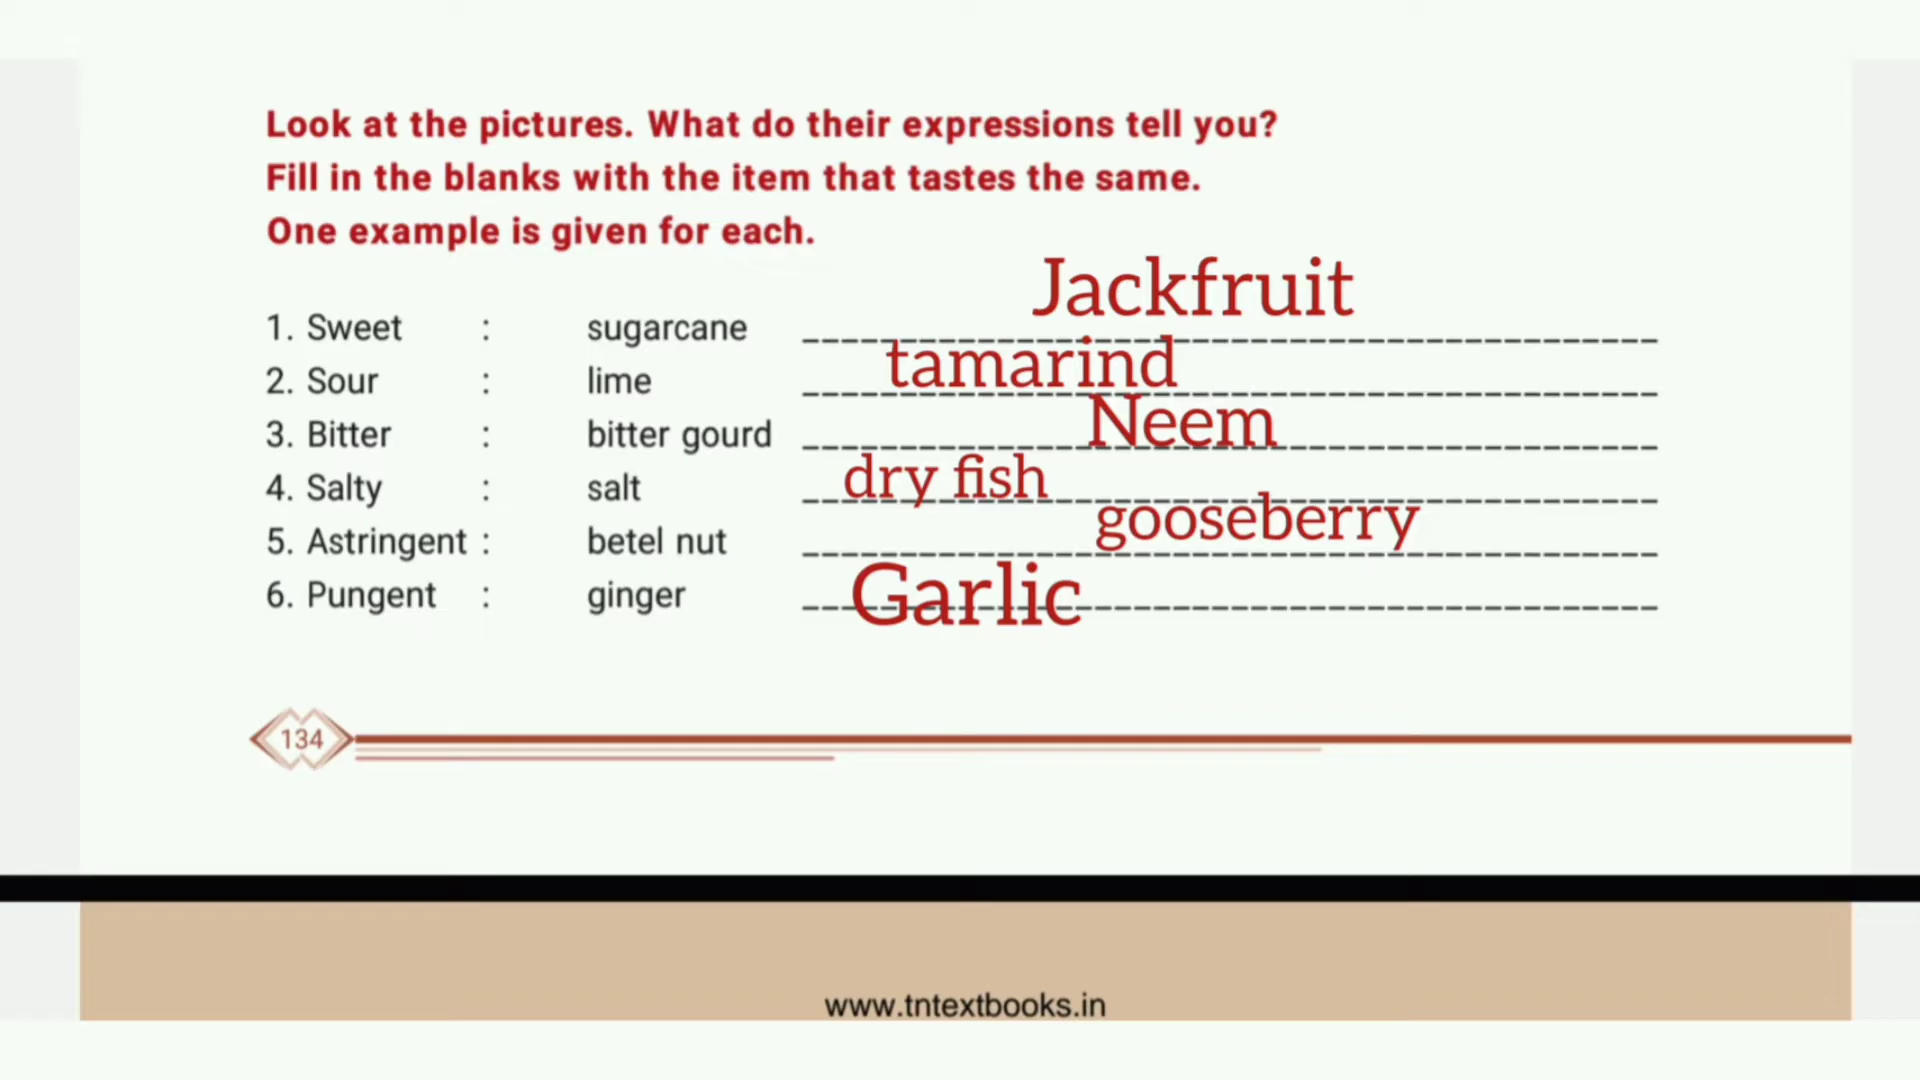 Look at the pictures. What do their expressions tell you?
Fill in the blanks with the item that tastes the same.
One example is given for each.
1. Sweet : sugarcane Jackfruit
2. Sour : lime tamarind
3. Bitter : bitter gourd Neem
4. Salty : salt dry fish
5. Astringent : betel nut gooseberry
6. Pungent : ginger Garlic
134
www.tntextbooks.in